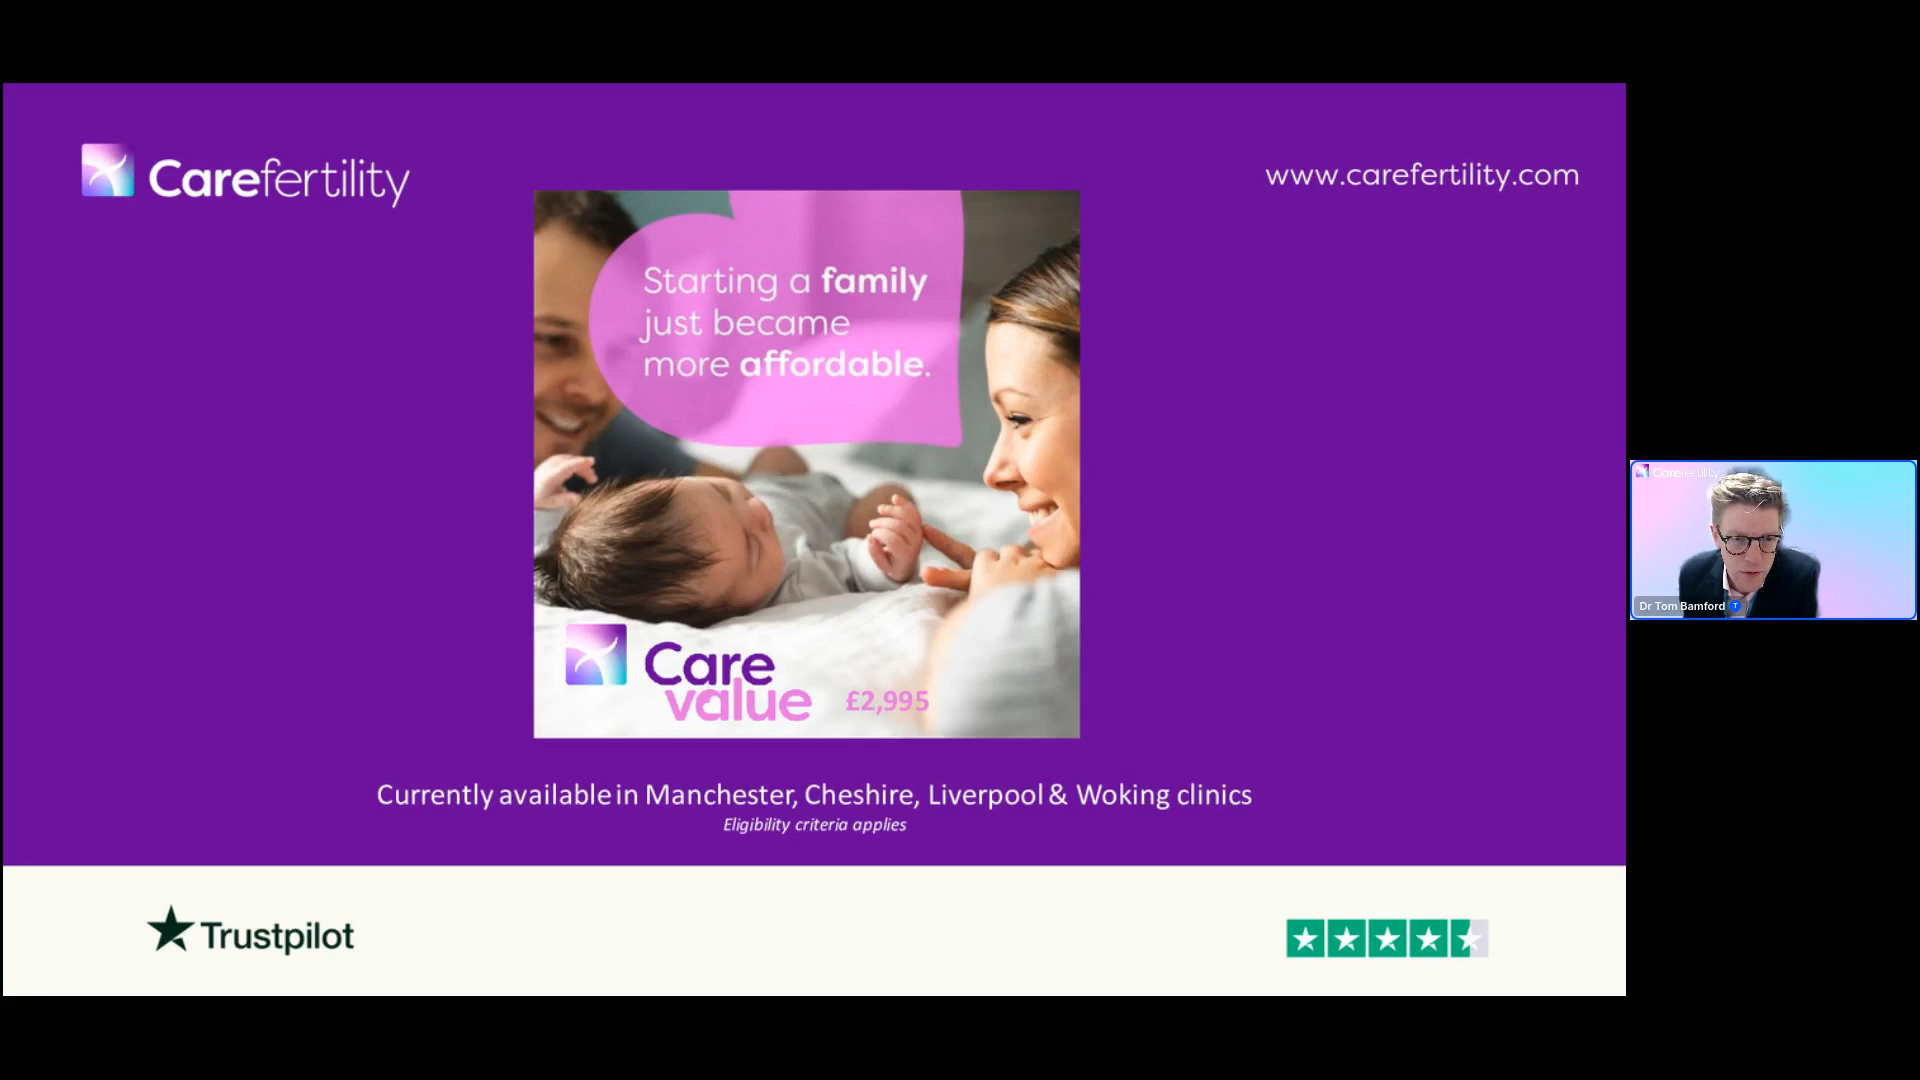 Carefertility
www.carefertility.com
Starting a family
just became
more affordable.
Care
value £2,995
Currently available in Manchester, Cheshire, Liverpool & Woking clinics
Eligibility criteria applies
Trustpilot
Carefertility
Dr Tom Bamford
T